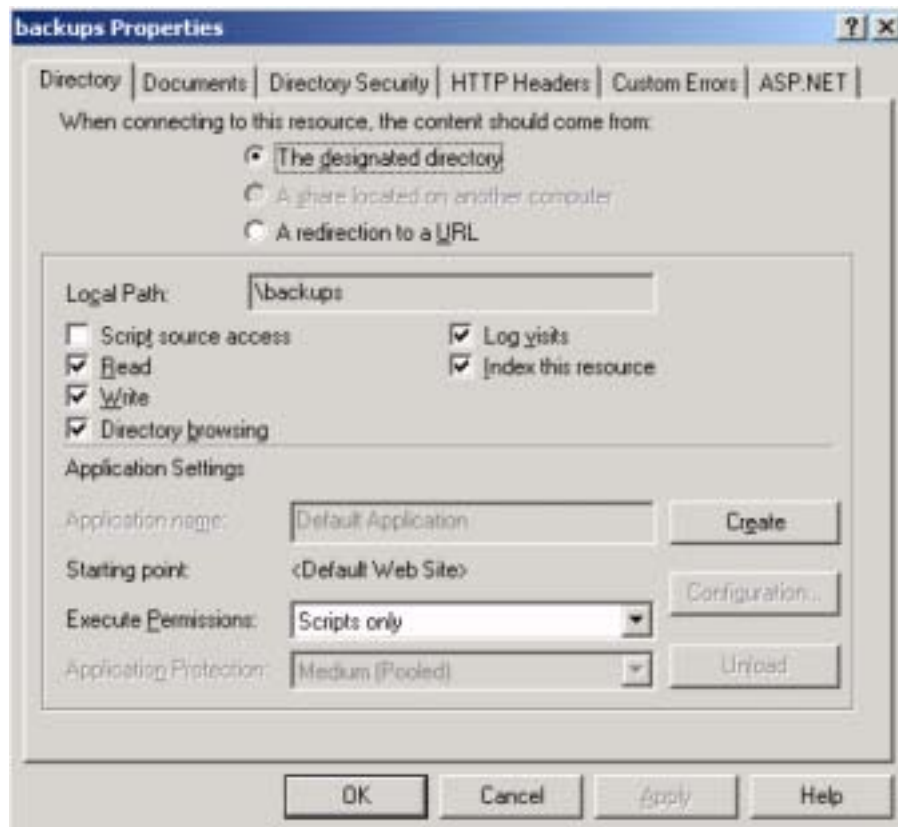 backups Properties
Directory Documents Directory Security HTTP Headers Custom Errors ASP.NET
When connecting to this resource, the content should come from:
The designated directory
A share located on another computer
A redirection to a URL
Local Path: \backups
Script source access Log visits
Read Index this resource
Write
Directory browsing
Application Settings
Application name: Default Application Create
Starting point: <Default Web Site>
Configuration...
Execute Permissions: Scripts only
Application Protection: Medium (Pooled) Unload
OK Cancel Apply Help